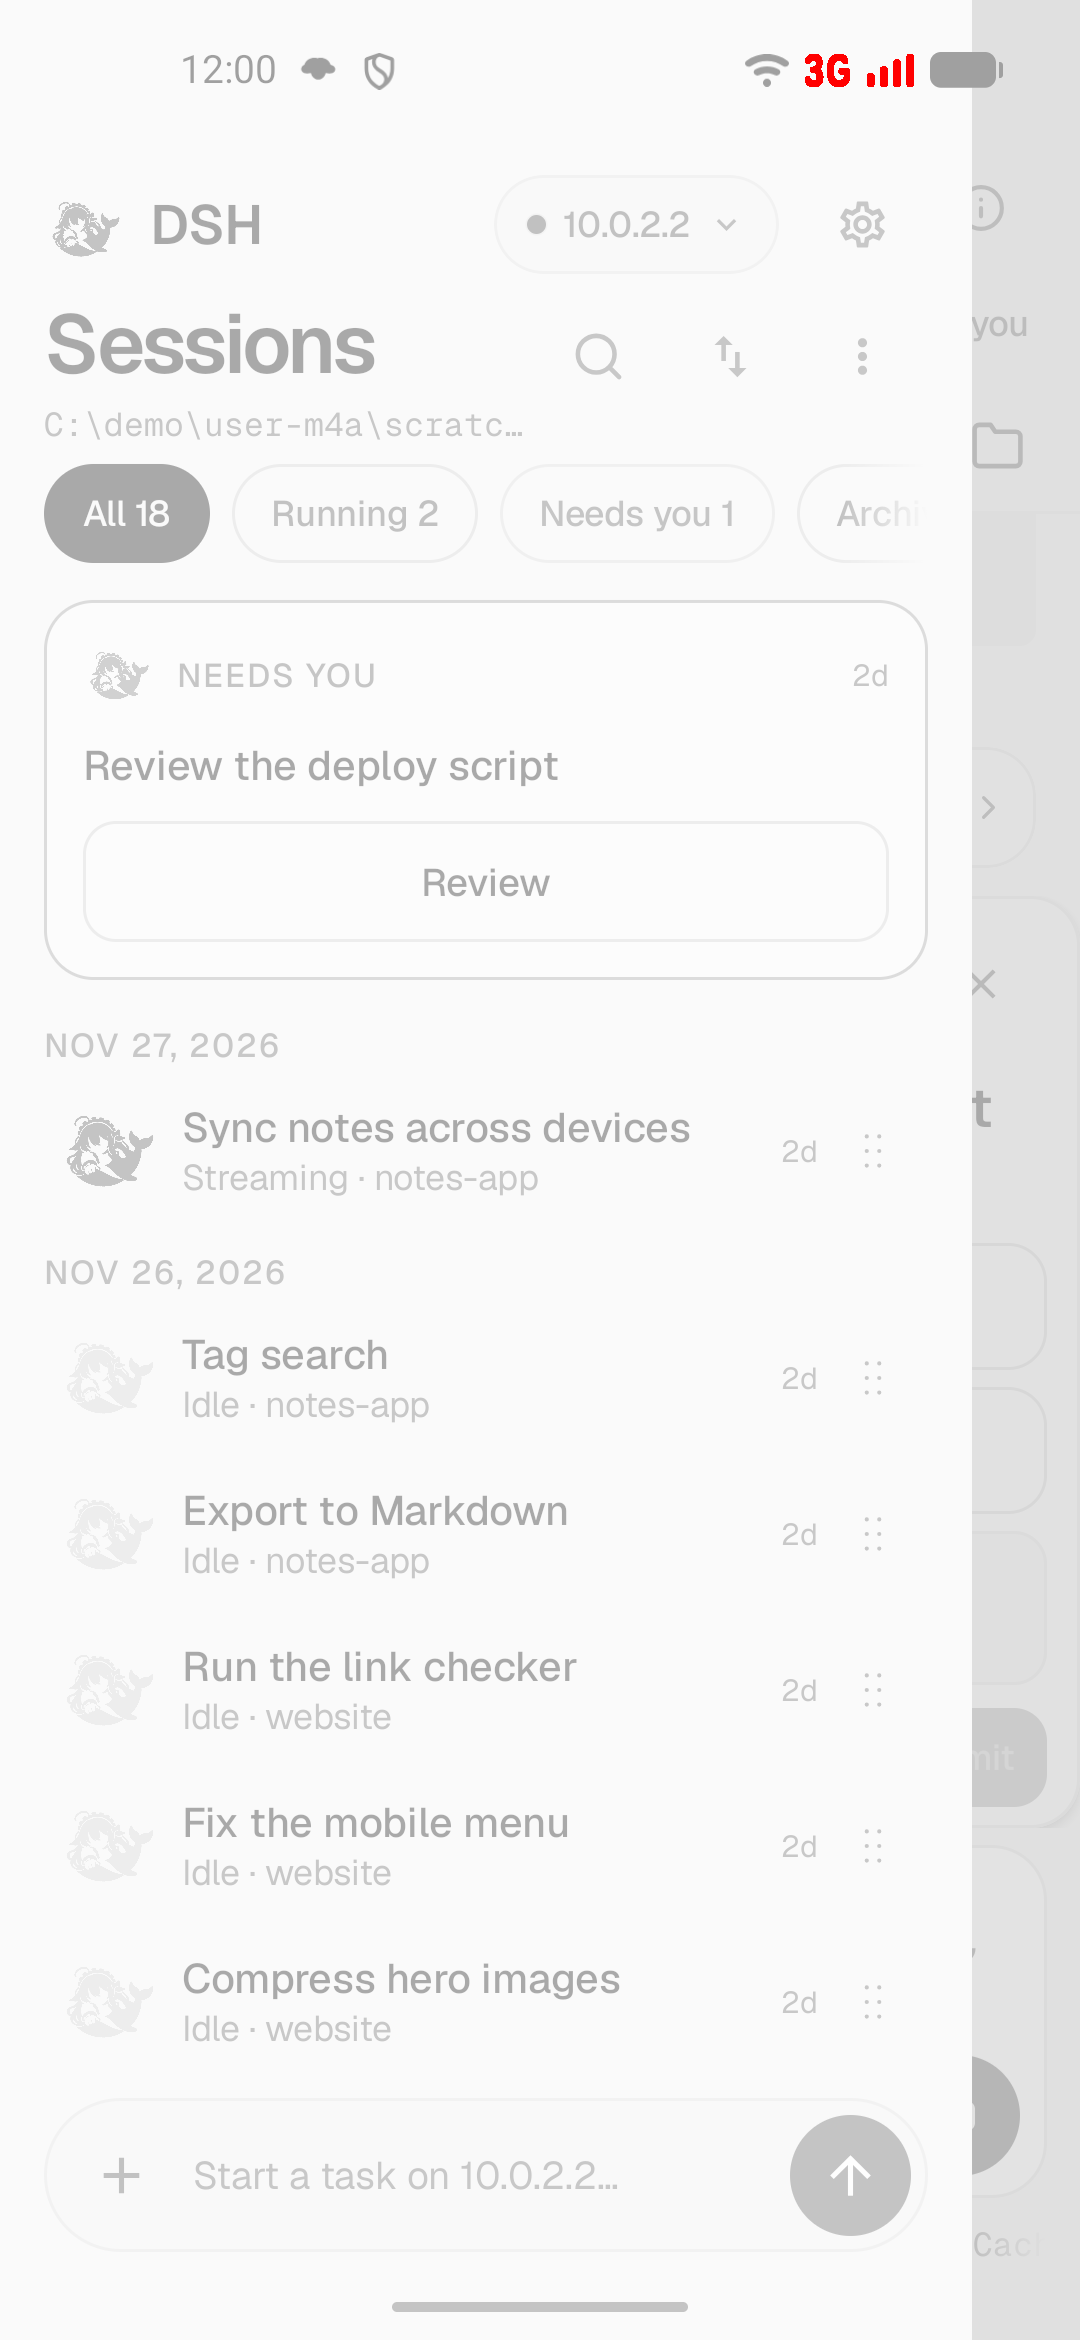 12:00
3G
DSH
10.0.2.2
Sessions
C:\demo\user-m4a\scratc…
All 18
Running 2
Needs you 1
Archi
you
NEEDS YOU
2d
Review the deploy script
Review
NOV 27, 2026
Sync notes across devices
2d
Streaming · notes-app
NOV 26, 2026
Tag search
2d
Idle · notes-app
Export to Markdown
2d
Idle · notes-app
Run the link checker
2d
Idle · website
Fix the mobile menu
2d
Idle · website
Compress hero images
2d
Idle · website
Start a task on 10.0.2.2…
t
mit
Cac